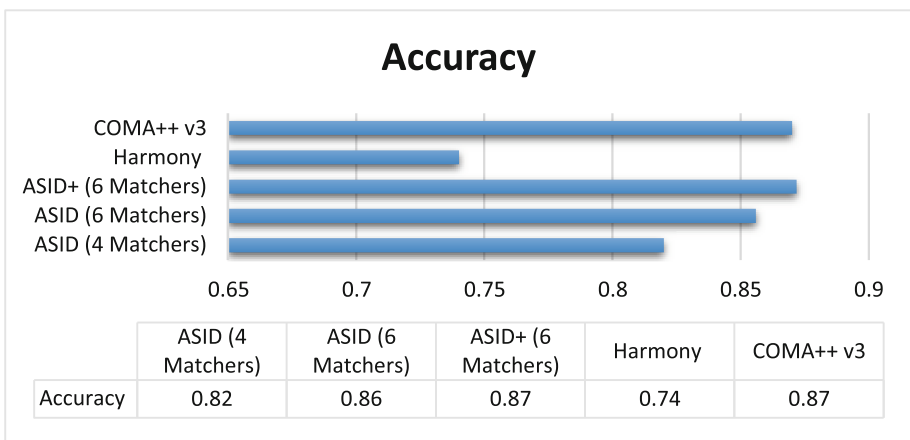 Accuracy
COMA++ v3
Harmony
ASID+ (6 Matchers)
ASID (6 Matchers)
ASID (4 Matchers)
0.65 0.7 0.75 0.8 0.85 0.9
ASID (4 Matchers) ASID (6 Matchers) ASID+ (6 Matchers) Harmony COMA++ v3
Accuracy 0.82 0.86 0.87 0.74 0.87